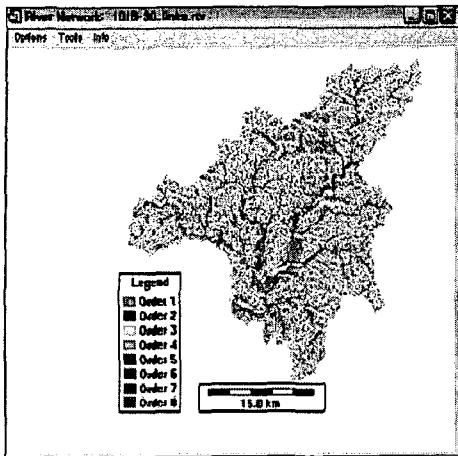 River Network
Options Tools Info
Legend
Order 1
Order 2
Order 3
Order 4
Order 5
Order 6
Order 7
Order 8
15.0 km